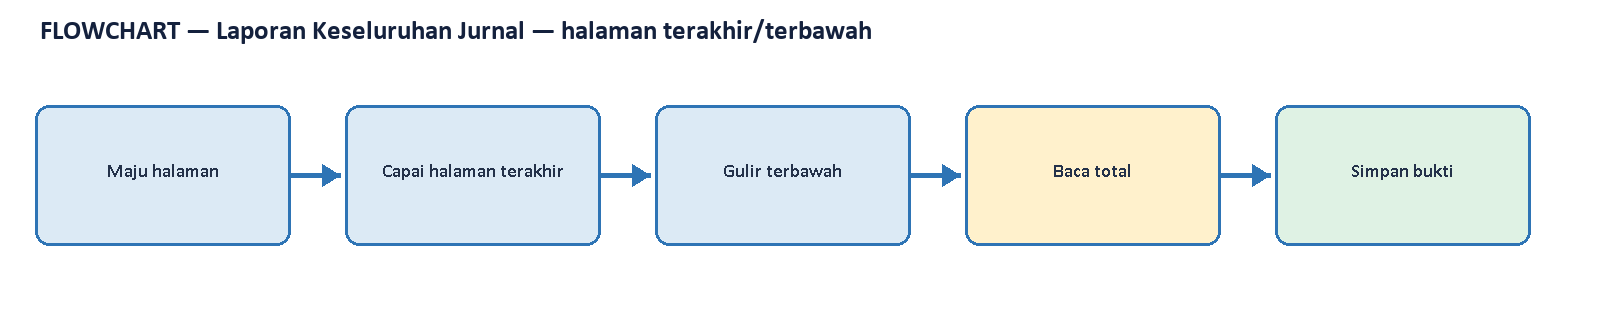 FLOWCHART — Laporan Keseluruhan Jurnal — halaman terakhir/terbawah
Maju halaman
Capai halaman terakhir
Gulir terbawah
Baca total
Simpan bukti